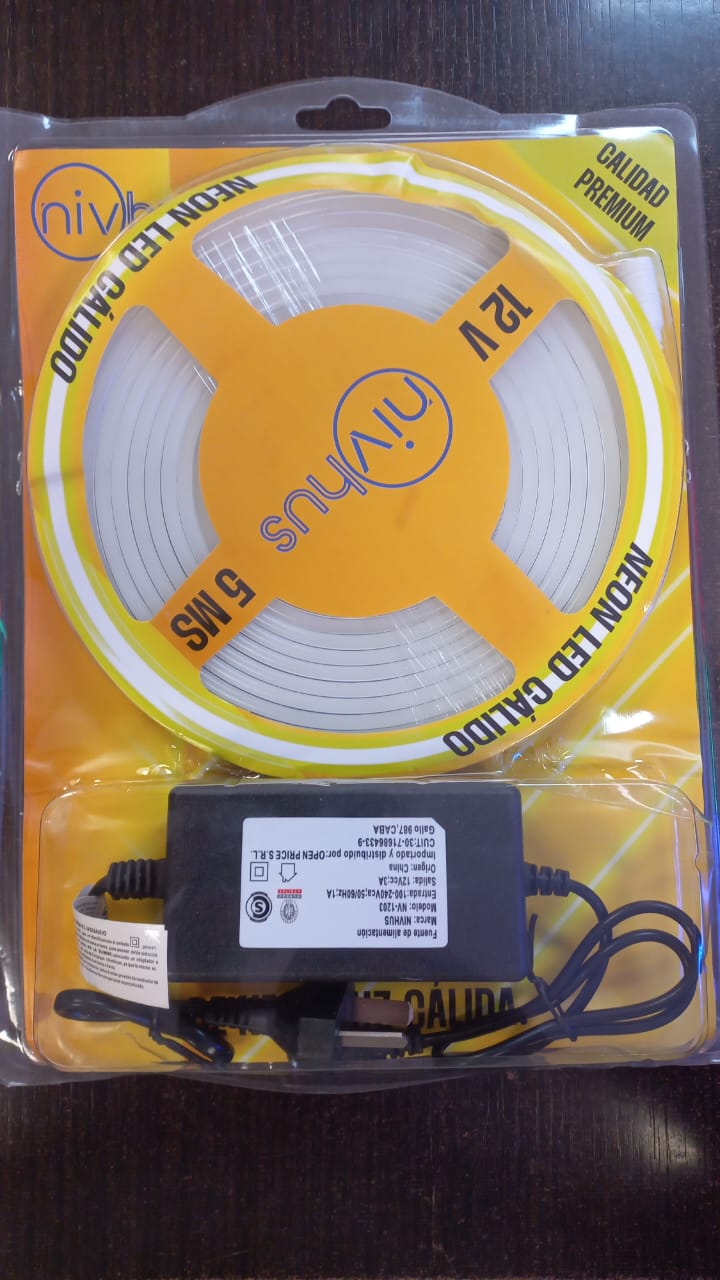 nivh
CALIDAD
PREMIUM
NEON LED CÁLIDO
12 V
nivhus
5 MS
NEON LED CÁLIDO
Fuente de alimentación
Marca: NIVHUS
Modelo: NV-1203
Entrada:100-240Vca;50/60Hz;1A
Salida: 12Vcc;3A
Origen: China
Importado y distribuido por:OPEN PRICE S.R.L.
CUIT:30-71686433-9
Gallo 987,CABA
S
CÁLIDA